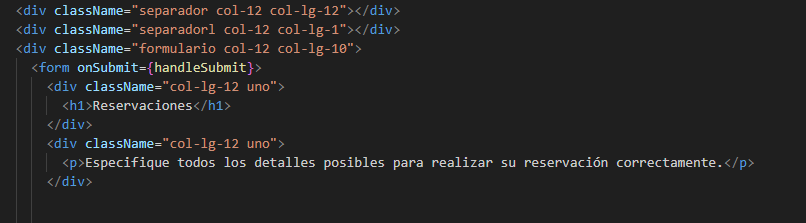 <div className="separador col-12 col-lg-12"></div>
<div className="separadorl col-12 col-lg-1"></div>
<div className="formulario col-12 col-lg-10">
<form onSubmit={handleSubmit}>
<div className="col-lg-12 uno">
<h1>Reservaciones</h1>
</div>
<div className="col-lg-12 uno">
<p>Especifique todos los detalles posibles para realizar su reservación correctamente.</p>
</div>